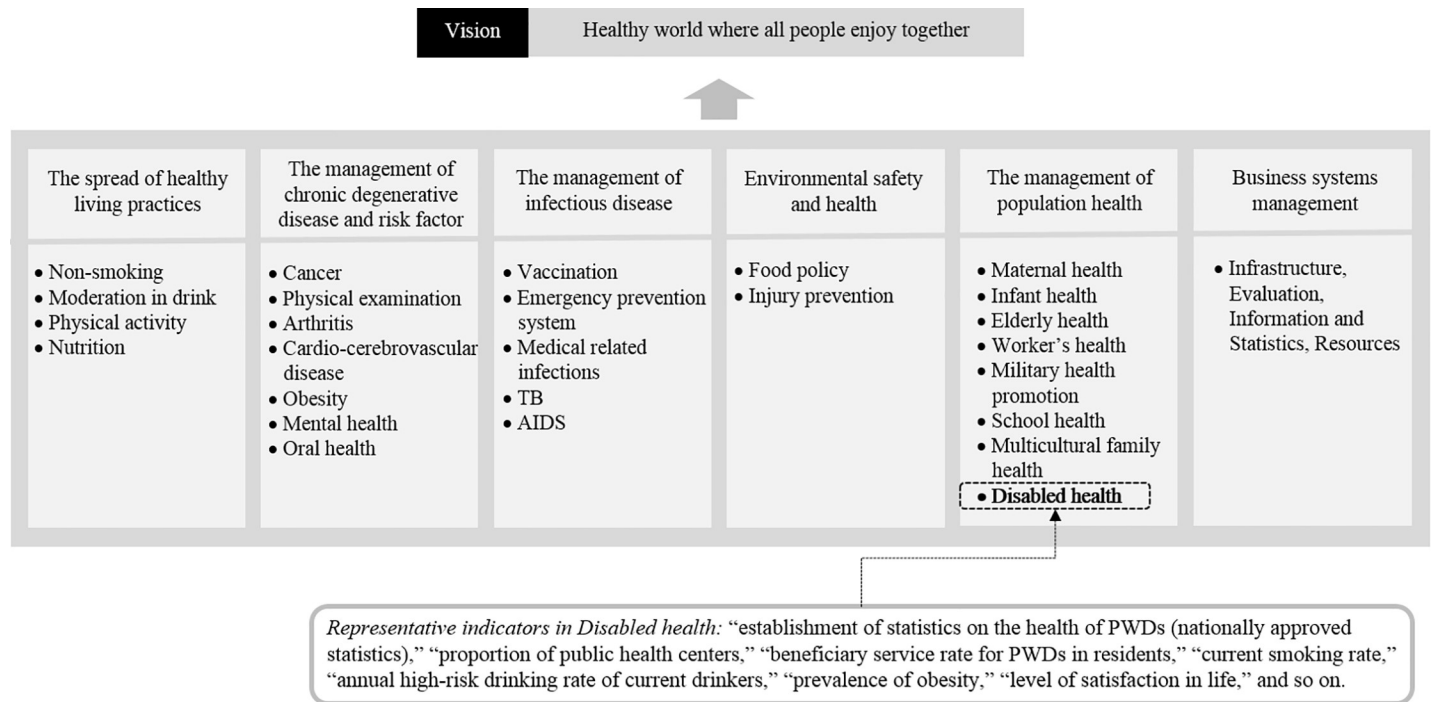 Vision
Healthy world where all people enjoy together
The spread of healthy
living practices
• Non-smoking
• Moderation in drink
• Physical activity
• Nutrition
The management of
chronic degenerative
disease and risk factor
• Cancer
• Physical examination
• Arthritis
• Cardio-cerebrovascular
disease
• Obesity
• Mental health
• Oral health
The management of
infectious disease
• Vaccination
• Emergency prevention
system
• Medical related
infections
• TB
• AIDS
Environmental safety
and health
• Food policy
• Injury prevention
The management of
population health
• Maternal health
• Infant health
• Elderly health
• Worker’s health
• Military health
promotion
• School health
• Multicultural family
health
• Disabled health
Business systems
management
• Infrastructure,
Evaluation,
Information and
Statistics, Resources
Representative indicators in Disabled health: “establishment of statistics on the health of PWDs (nationally approved
statistics),” “proportion of public health centers,” “beneficiary service rate for PWDs in residents,” “current smoking rate,”
“annual high-risk drinking rate of current drinkers,” “prevalence of obesity,” “level of satisfaction in life,” and so on.